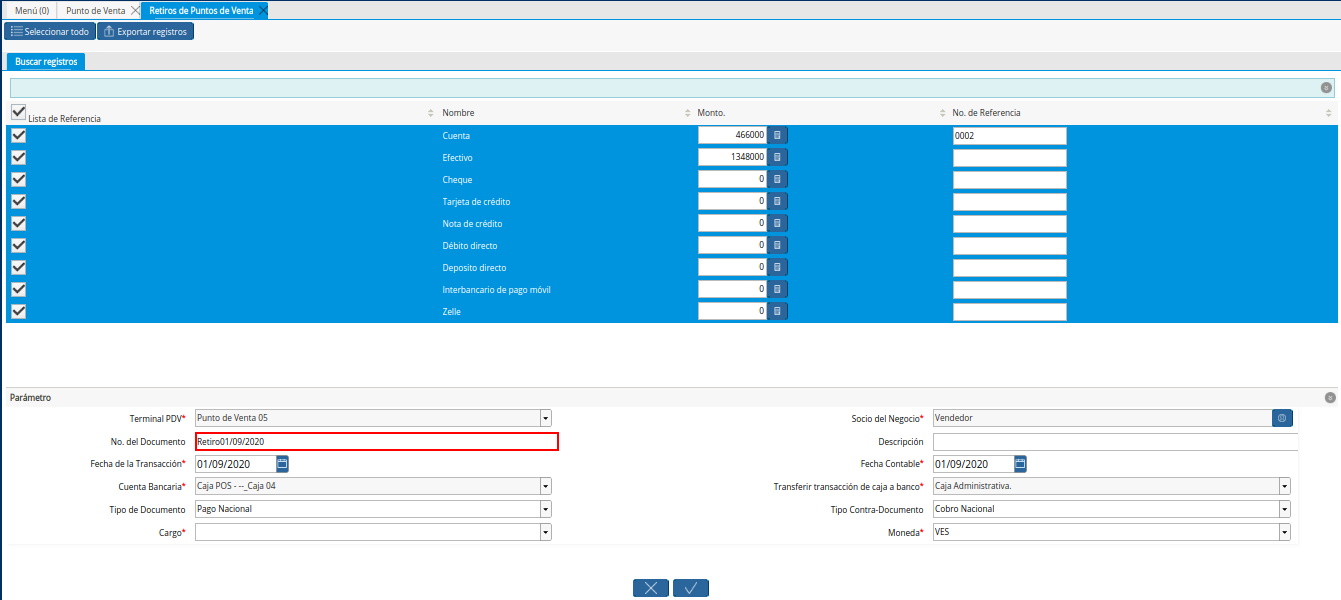 Menú (0) Punto de Venta Retiros de Puntos de Venta
Seleccionar todo Exportar registros
Buscar registros
Lista de Referencia Nombre Monto. No. de Referencia
Cuenta 466000 0002
Efectivo 1348000
Cheque 0
Tarjeta de crédito 0
Nota de crédito 0
Débito directo 0
Deposito directo 0
Interbancario de pago móvil 0
Zelle 0
Parámetro
Terminal PDV* Punto de Venta 05 Socio del Negocio* Vendedor
No. del Documento Retiro01/09/2020 Descripción
Fecha de la Transacción* 01/09/2020 Fecha Contable* 01/09/2020
Cuenta Bancaria* Caja POS - --_Caja 04 Transferir transacción de caja a banco* Caja Administrativa.
Tipo de Documento Pago Nacional Tipo Contra-Documento Cobro Nacional
Cargo* Moneda* VES